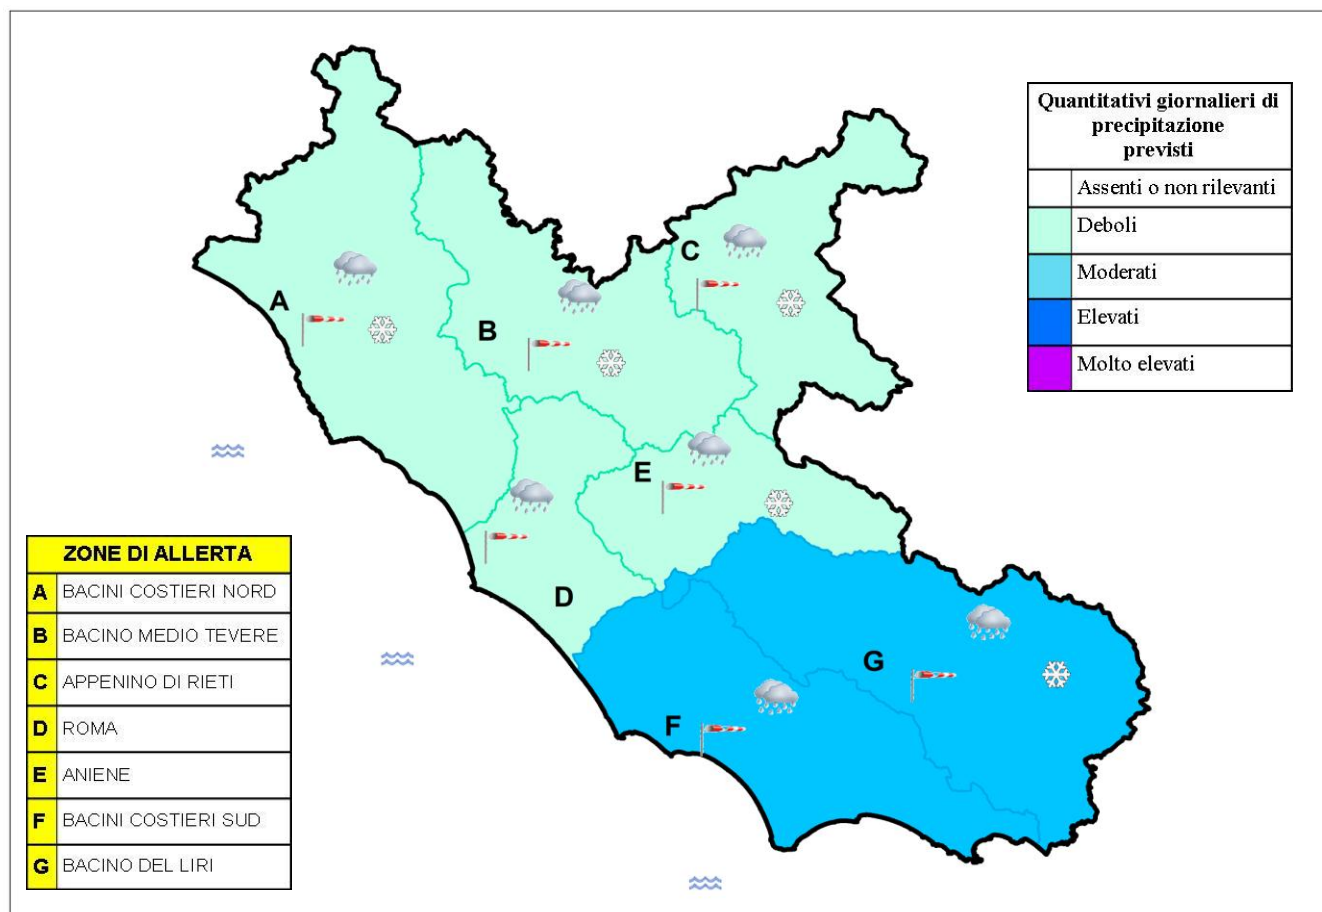 Quantitativi giornalieri di
precipitazione
previsti
Assenti o non rilevanti
Deboli
Moderati
Elevati
Molto elevati
A
B
C
D
E
F
G
ZONE DI ALLERTA
A BACINI COSTIERI NORD
B BACINO MEDIO TEVERE
C APPENINO DI RIETI
D ROMA
E ANIENE
F BACINI COSTIERI SUD
G BACINO DEL LIRI